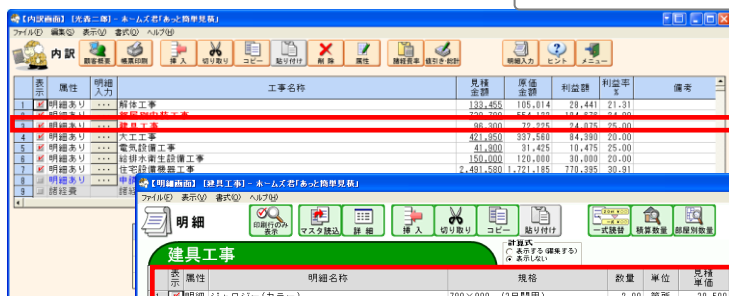 【内訳画面】 [光森二郎] - ホームズ君「あっと簡単見積」
ファイル(F) 編集(S) 表示(V) 書式(O) ヘルプ(H)
内訳 顧客概要 帳票印刷 挿入 切り取り コピー 貼り付け 削除 属性 諸経費率 値引き・総計 明細入力 ヒント メニュー
表示 属性 明細入力 工事名称 見積金額 原価金額 利益額 利益率% 備考
1 明細あり ... 解体工事 133,455 105,014 28,441 21.31
3 明細あり ... 建具工事 96,300 72,225 24,075 25.00
4 明細あり ... 大工工事 421,950 337,560 84,390 20.00
5 明細あり ... 電気設備工事 41,900 31,425 10,475 25.00
6 明細あり ... 給排水衛生設備工事 150,000 120,000 30,000 20.00
7 明細あり ... 住宅設備機器工事 2,491,580 1,721,185 770,395 30.91
8 明細あり ...
9 諸経費
【明細画面】 [建具工事] - ホームズ君「あっと簡単見積」
ファイル(F) 表示(V) 書式(O) ヘルプ(H)
明細 印刷行のみ表示 マスタ読込 詳細 挿入 切り取り コピー 貼り付け 一式読替 積算数量 部屋別数量
建具工事
計算式
表示する(編集する)
表示しない
表示 属性 明細名称 規格 数量 単位 見積単価